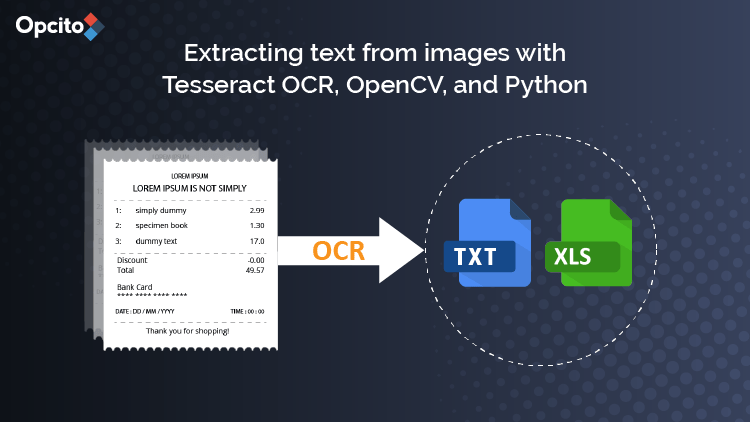 Opcito
Extracting text from images with
Tesseract OCR, OpenCV, and Python
LOREM IPSUM
LOREM IPSUM IS NOT SIMPLY
1: simply dummy 2.99
2: specimen book 1.30
3: dummy text 17.0
Discount -0.00
Total 49.57
Bank Card
**** **** **** ****
DATE : DD / MM / YYYY TIME : 00 : 00
Thank you for shopping!
OCR
TXT
XLS